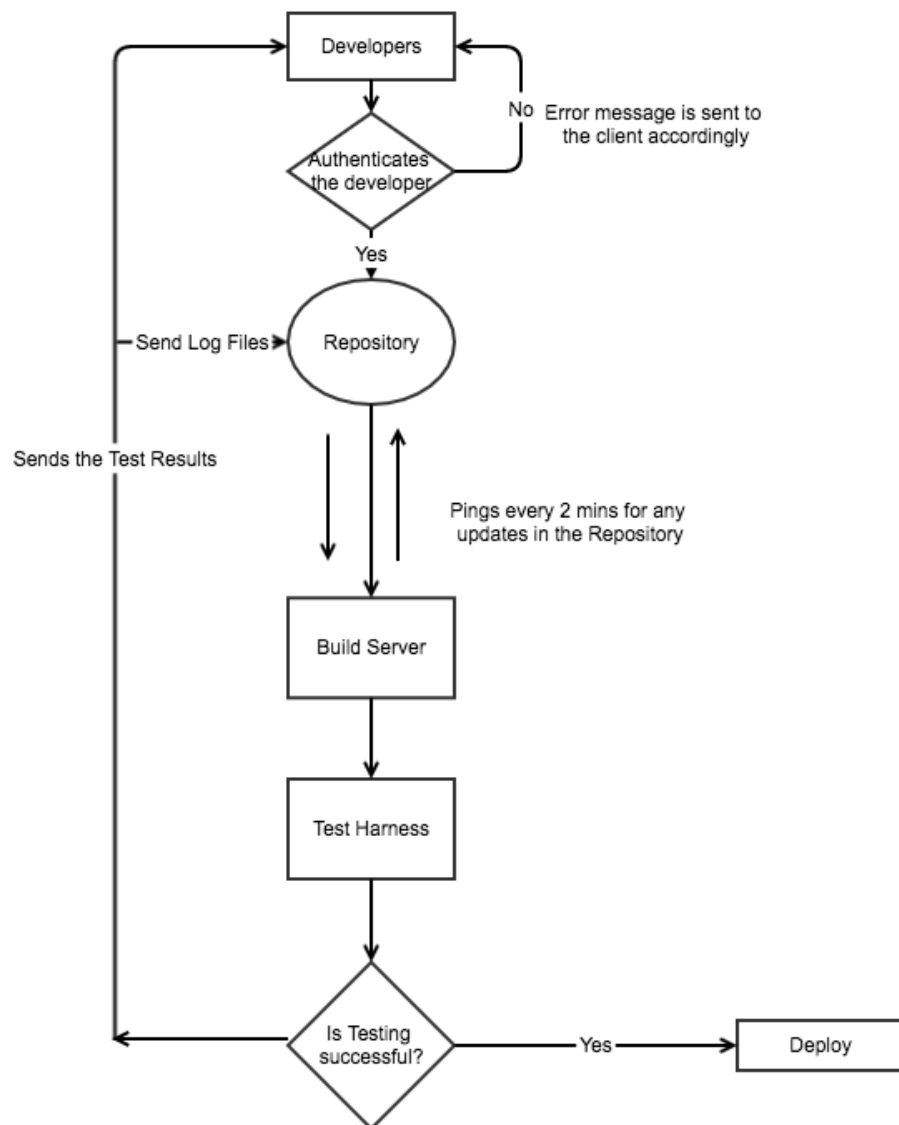 Developers
No
Error message is sent to
the client accordingly
Authenticates
the developer
Yes
Send Log Files
Repository
Sends the Test Results
Pings every 2 mins for any
updates in the Repository
Build Server
Test Harness
Is Testing
successful?
Yes
Deploy